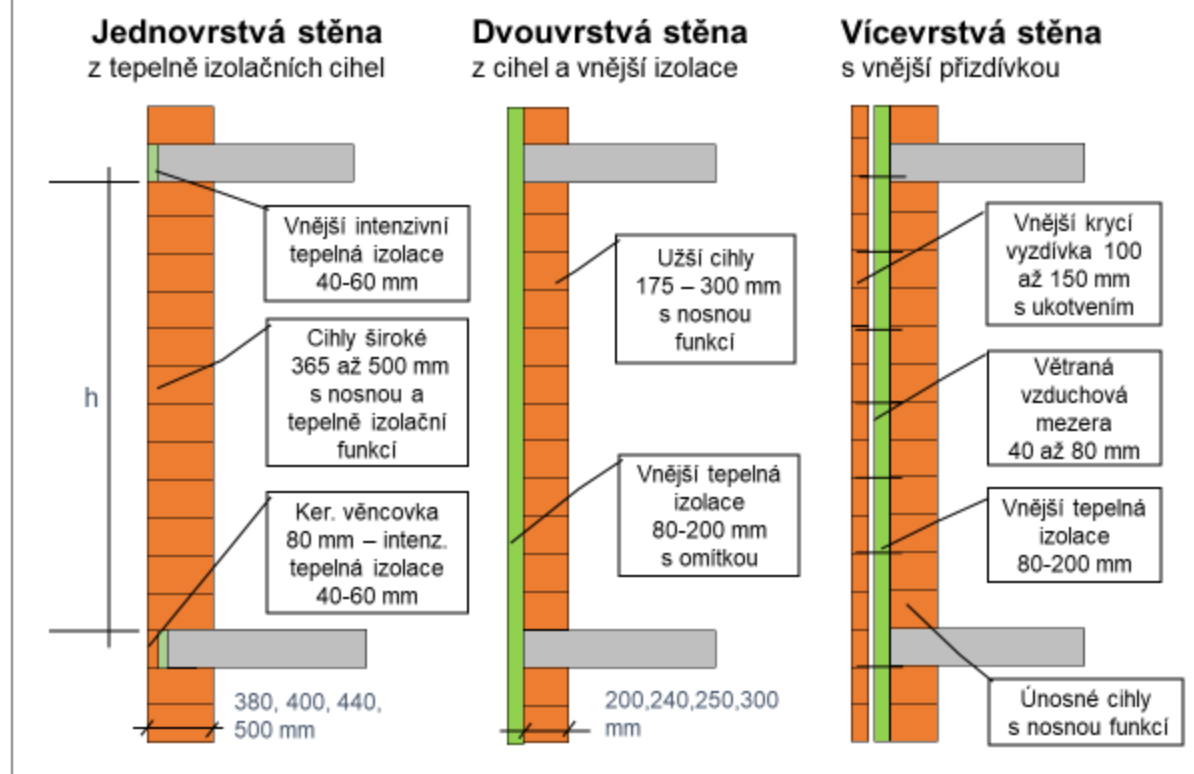 Jednovrstvá stěna
z tepelně izolačních cihel
Vnější intenzivní
tepelná izolace
40-60 mm
Cihly široké
365 až 500 mm
s nosnou a
tepelně izolační
funkcí
h
Ker. věncovka
80 mm – intenz.
tepelná izolace
40-60 mm
380, 400, 440,
500 mm
Dvouvrstvá stěna
z cihel a vnější izolace
Užší cihly
175 – 300 mm
s nosnou
funkcí
Vnější tepelná
izolace
80-200 mm
s omítkou
200,240,250,300
mm
Vícevrstvá stěna
s vnější přizdívkou
Vnější krycí
vyzdívka 100
až 150 mm
s ukotvením
Větraná
vzduchová
mezera
40 až 80 mm
Vnější tepelná
izolace
80-200 mm
Únosné cihly
s nosnou funkcí